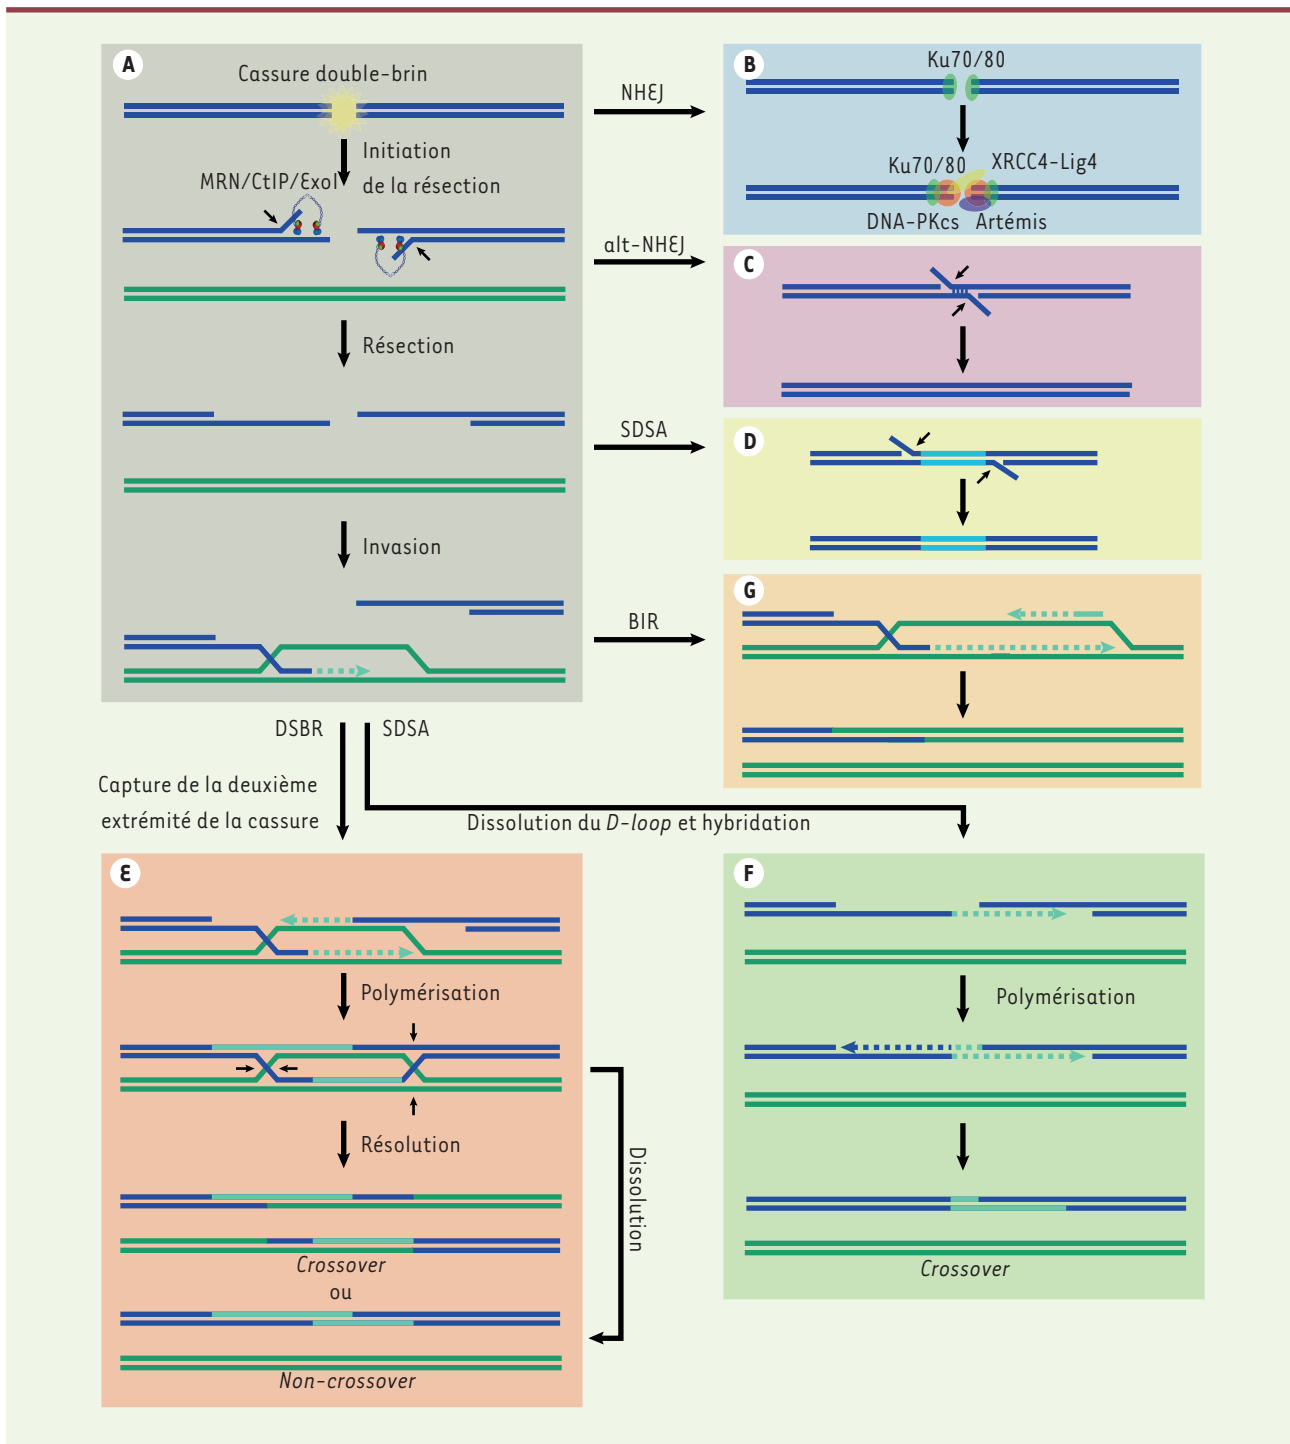 A
Cassure double-brin
Initiation
de la résection
MRN/CtIP/ExoI
Résection
Invasion
NHEJ
alt-NHEJ
SDSA
BIR
B
Ku70/80
Ku70/80
XRCC4-Lig4
DNA-PKcs
Artémis
C
D
G
DSBR
SDSA
Capture de la deuxième
extrémité de la cassure
Dissolution du D-loop et hybridation
E
Polymérisation
Résolution
Crossover
ou
Non-crossover
Dissolution
F
Polymérisation
Crossover